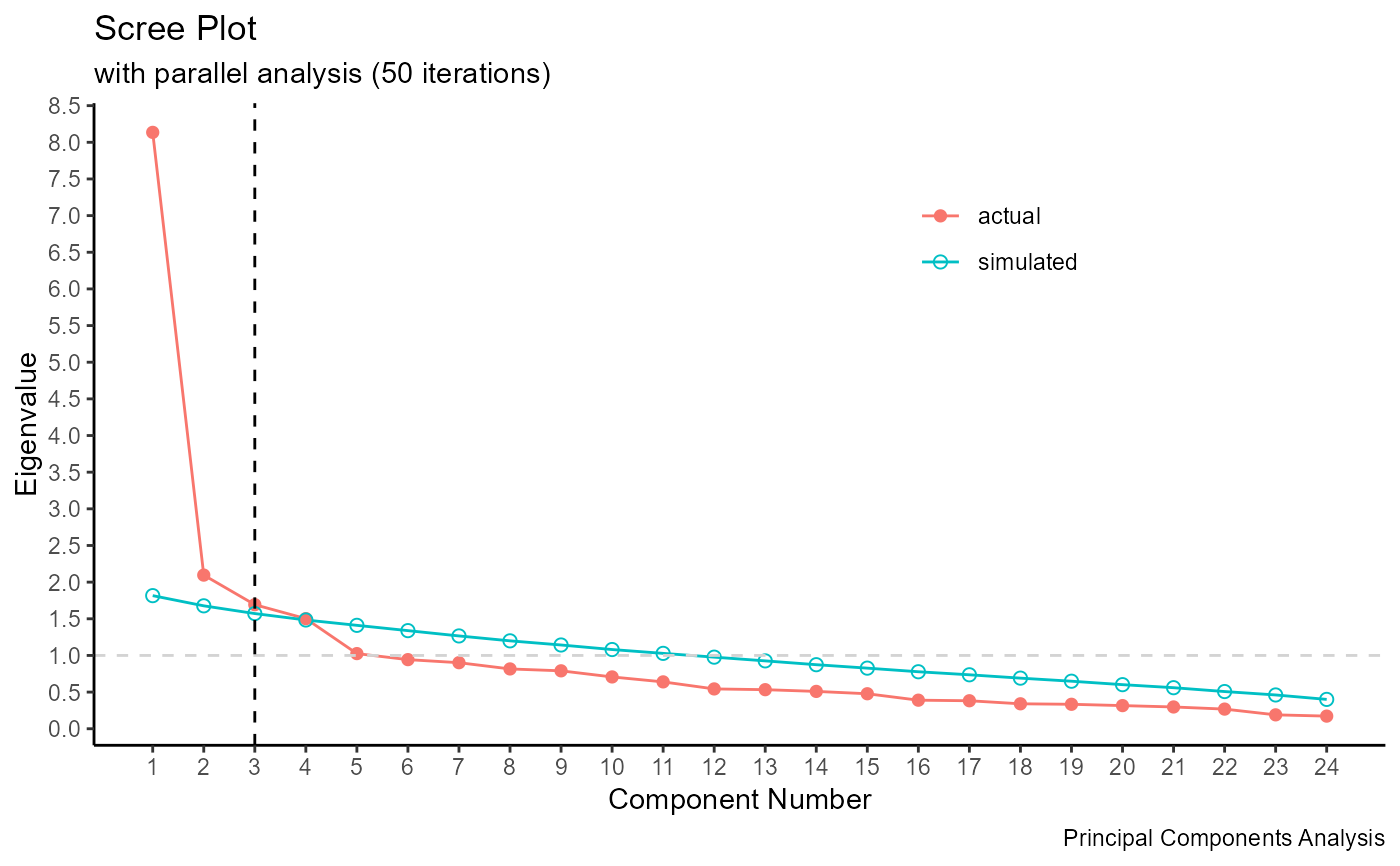 Scree Plot
with parallel analysis (50 iterations)
Eigenvalue
8.5
8.0
7.5
7.0
6.5
6.0
5.5
5.0
4.5
4.0
3.5
3.0
2.5
2.0
1.5
1.0
0.5
0.0
actual
simulated
1 2 3 4 5 6 7 8 9 10 11 12 13 14 15 16 17 18 19 20 21 22 23 24
Component Number
Principal Components Analysis